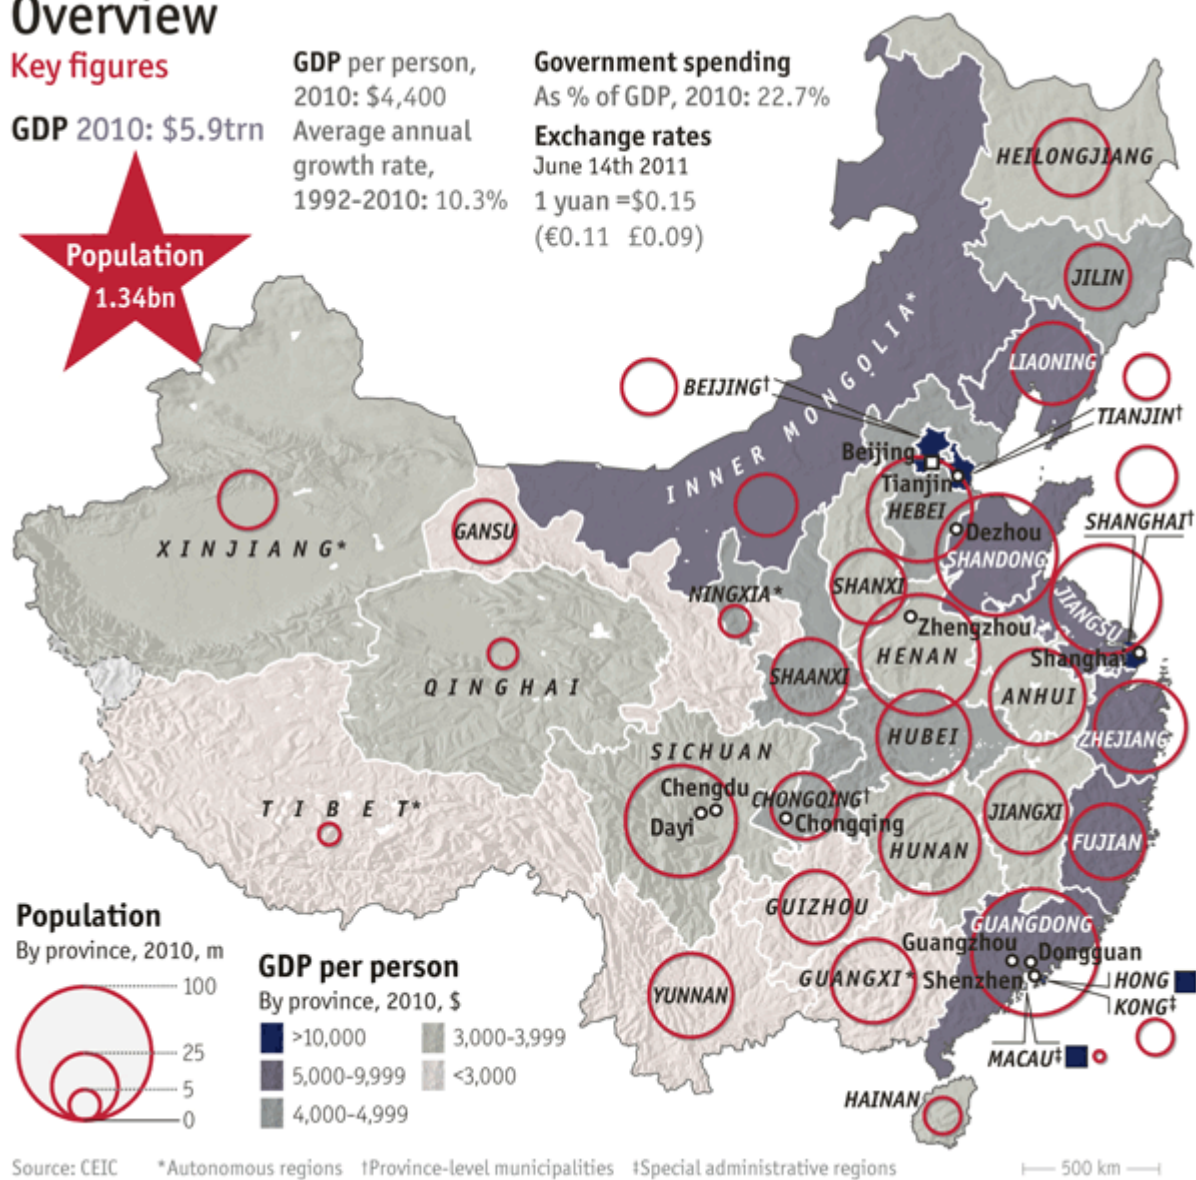 Overview
Key figures
GDP 2010: $5.9trn
Population
1.34bn
GDP per person,
2010: $4,400
Average annual
growth rate,
1992-2010: 10.3%
Government spending
As % of GDP, 2010: 22.7%
Exchange rates
June 14th 2011
1 yuan =$0.15
(€0.11 £0.09)
HEILONGJIANG
JILIN
LIAONING
INNER MONGOLIA*
BEIJING†
TIANJIN†
Beijing
Tianjin
HEBEI
Dezhou
SHANDONG
SHANGHAI†
XINJIANG*
GANSU
NINGXIA*
SHANXI
JIANGSU
Zhengzhou
HENAN
Shanghai
QINGHAI
SHAANXI
ANHUI
HUBEI
ZHEJIANG
SICHUAN
Chengdu
Dayi
CHONGQING†
Chongqing
TIBET*
HUNAN
JIANGXI
FUJIAN
GUIZHOU
GUANGDONG
Guangzhou
Dongguan
Shenzhen
YUNNAN
GUANGXI*
HONG
KONG‡
MACAU‡
HAINAN
Population
By province, 2010, m
100
25
5
0
GDP per person
By province, 2010, $
>10,000
5,000-9,999
4,000-4,999
3,000-3,999
<3,000
Source: CEIC *Autonomous regions †Province-level municipalities ‡Special administrative regions
500 km